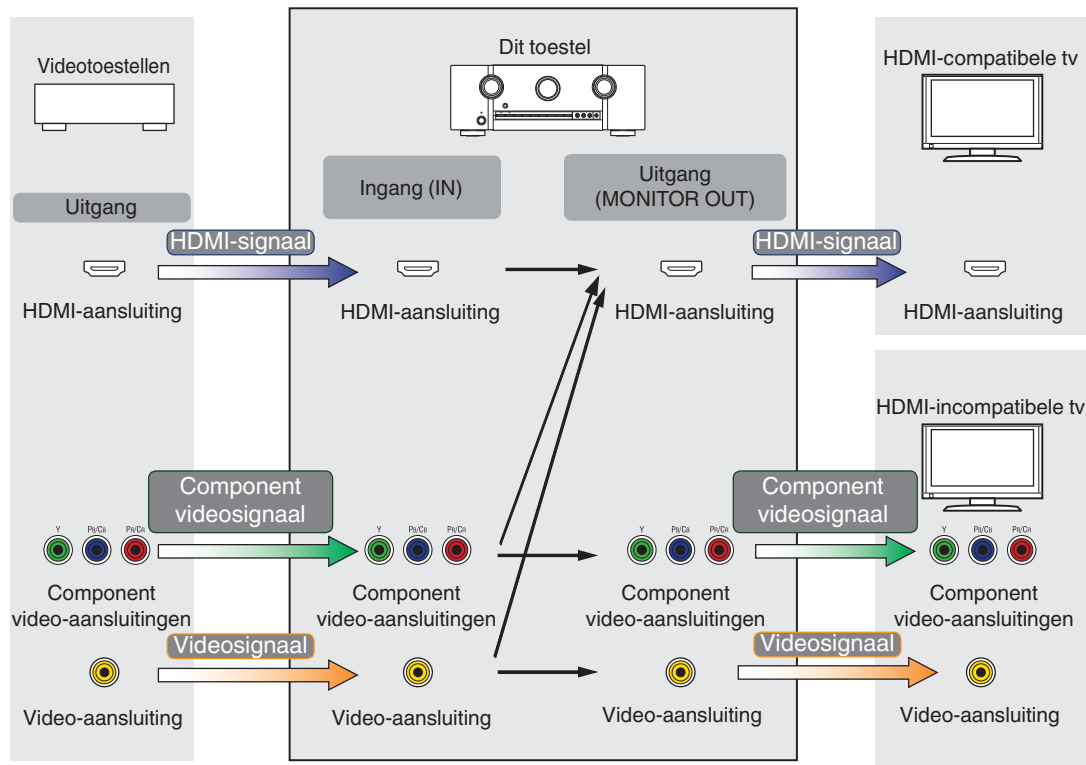 Videotoestellen
Dit toestel
HDMI-compatibele tv
Uitgang
Ingang (IN)
Uitgang
(MONITOR OUT)
HDMI-signaal
HDMI-signaal
HDMI-aansluiting
HDMI-aansluiting
HDMI-aansluiting
HDMI-aansluiting
HDMI-incompatibele tv
Component
videosignaal
Component
videosignaal
Y PB/CB PR/CR
Y PB/CB PR/CR
Y PB/CB PR/CR
Y PB/CB PR/CR
Component
video-aansluitingen
Component
video-aansluitingen
Component
video-aansluitingen
Component
video-aansluitingen
Videosignaal
Videosignaal
Video-aansluiting
Video-aansluiting
Video-aansluiting
Video-aansluiting